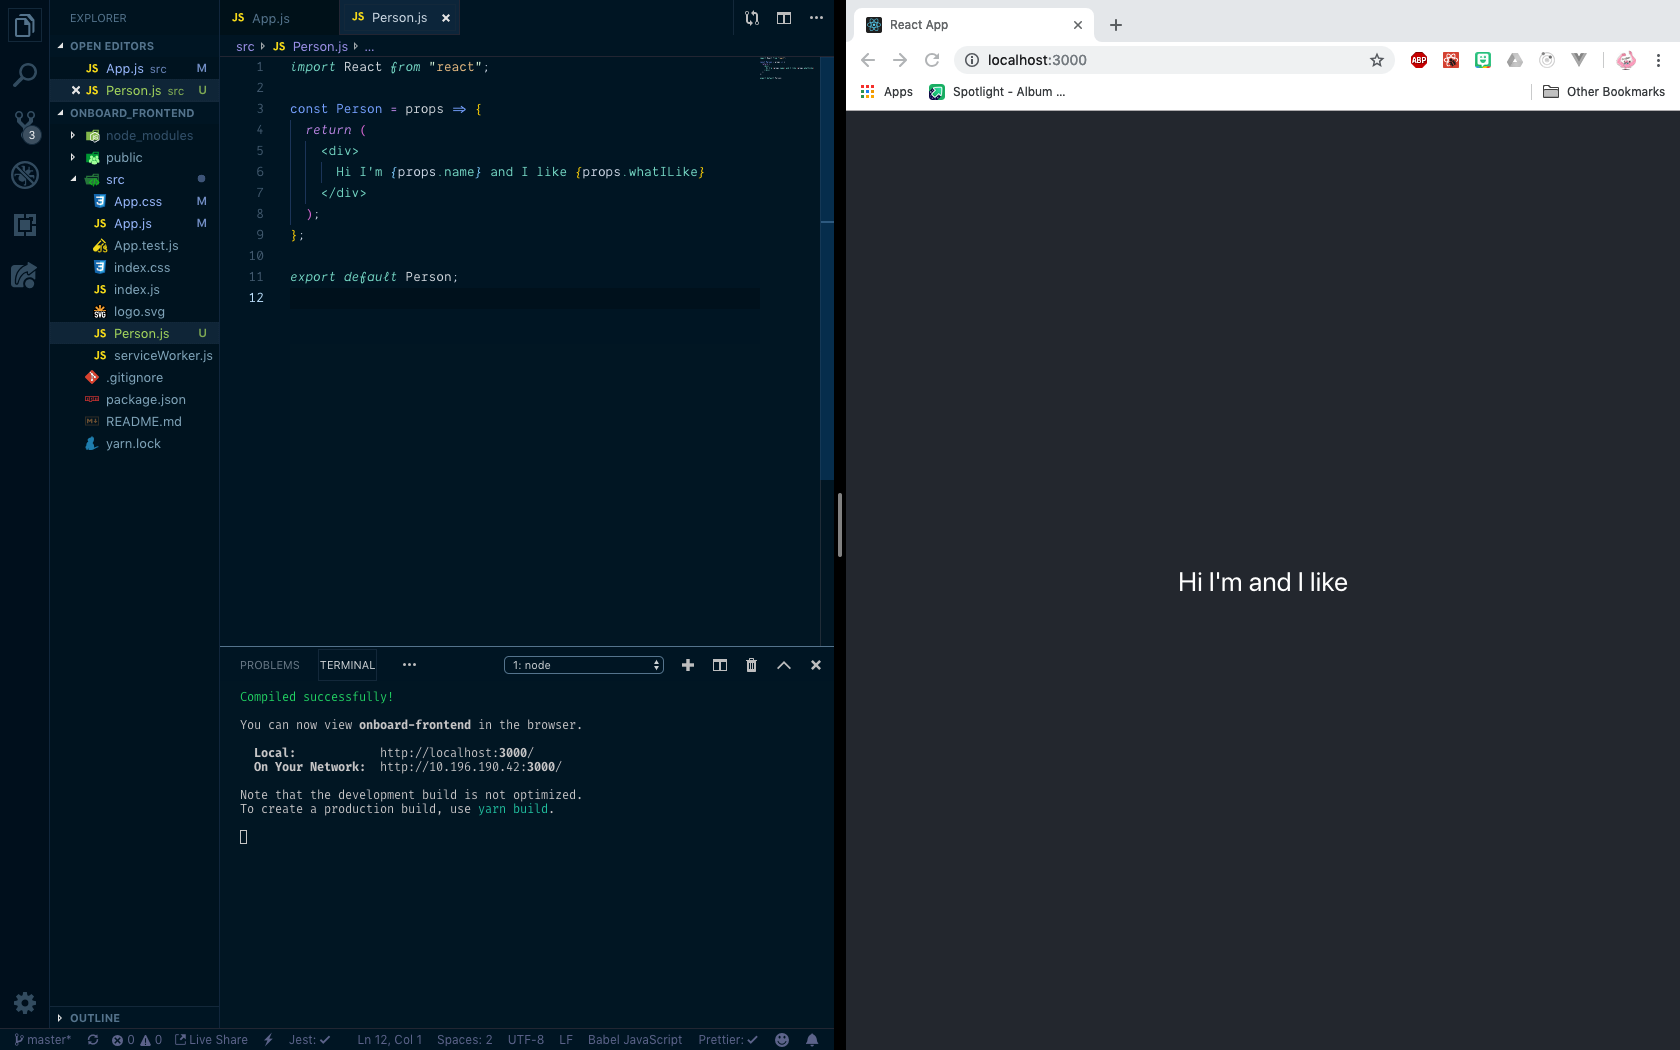 EXPLORER
OPEN EDITORS
JS App.js src M
JS Person.js src U
ONBOARD_FRONTEND
node_modules
public
src
App.css M
JS App.js M
App.test.js
index.css
JS index.js
SVG logo.svg
JS Person.js U
JS serviceWorker.js
.gitignore
package.json
README.md
yarn.lock
3
OUTLINE
JS App.js
JS Person.js
src JS Person.js ...
1 import React from "react";
2
3 const Person = props => {
4 return (
5 <div>
6 Hi I'm {props.name} and I like {props.whatILike}
7 </div>
8 );
9 };
10
11 export default Person;
12
PROBLEMS TERMINAL ... 1: node
Compiled successfully!
You can now view onboard-frontend in the browser.
Local: http://localhost:3000/
On Your Network: http://10.196.190.42:3000/
Note that the development build is not optimized.
To create a production build, use yarn build.
master* 0 0 Live Share Jest: Ln 12, Col 1 Spaces: 2 UTF-8 LF Babel JavaScript Prettier:
React App
localhost:3000
ABP
Apps Spotlight - Album ... Other Bookmarks
Hi I'm and I like